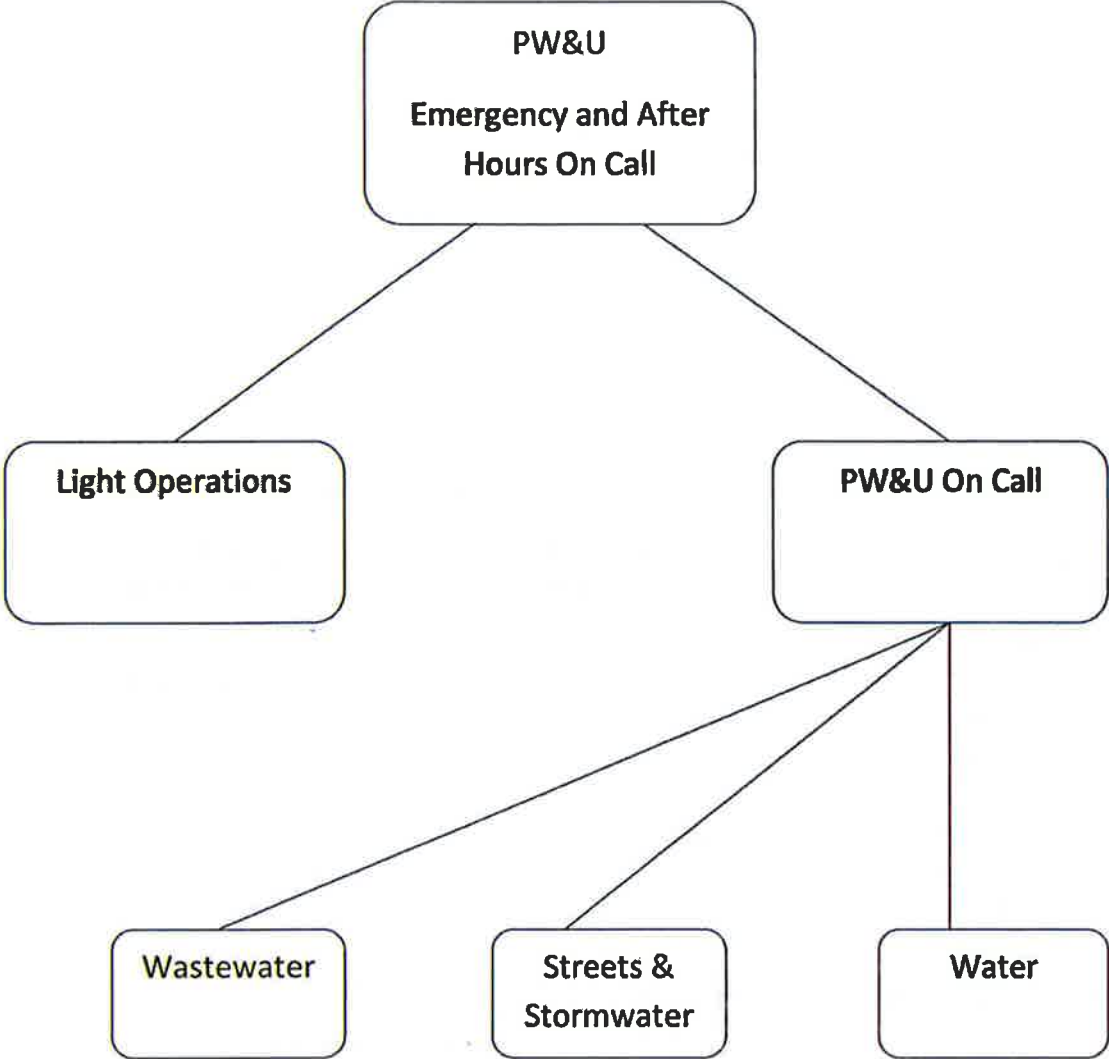 PW&U
Emergency and After
Hours On Call
Light Operations
PW&U On Call
Wastewater
Streets &
Stormwater
Water